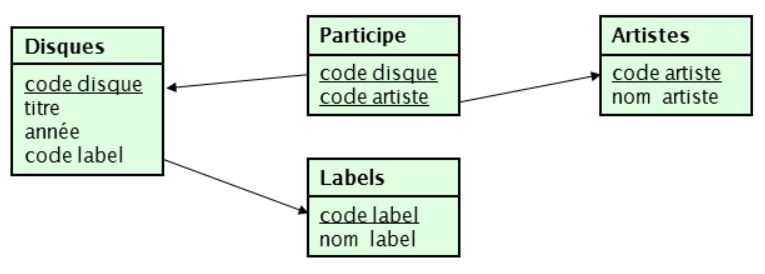 Disques
code disque
titre
année
code label
Participe
code disque
code artiste
Artistes
code artiste
nom artiste
Labels
code label
nom label